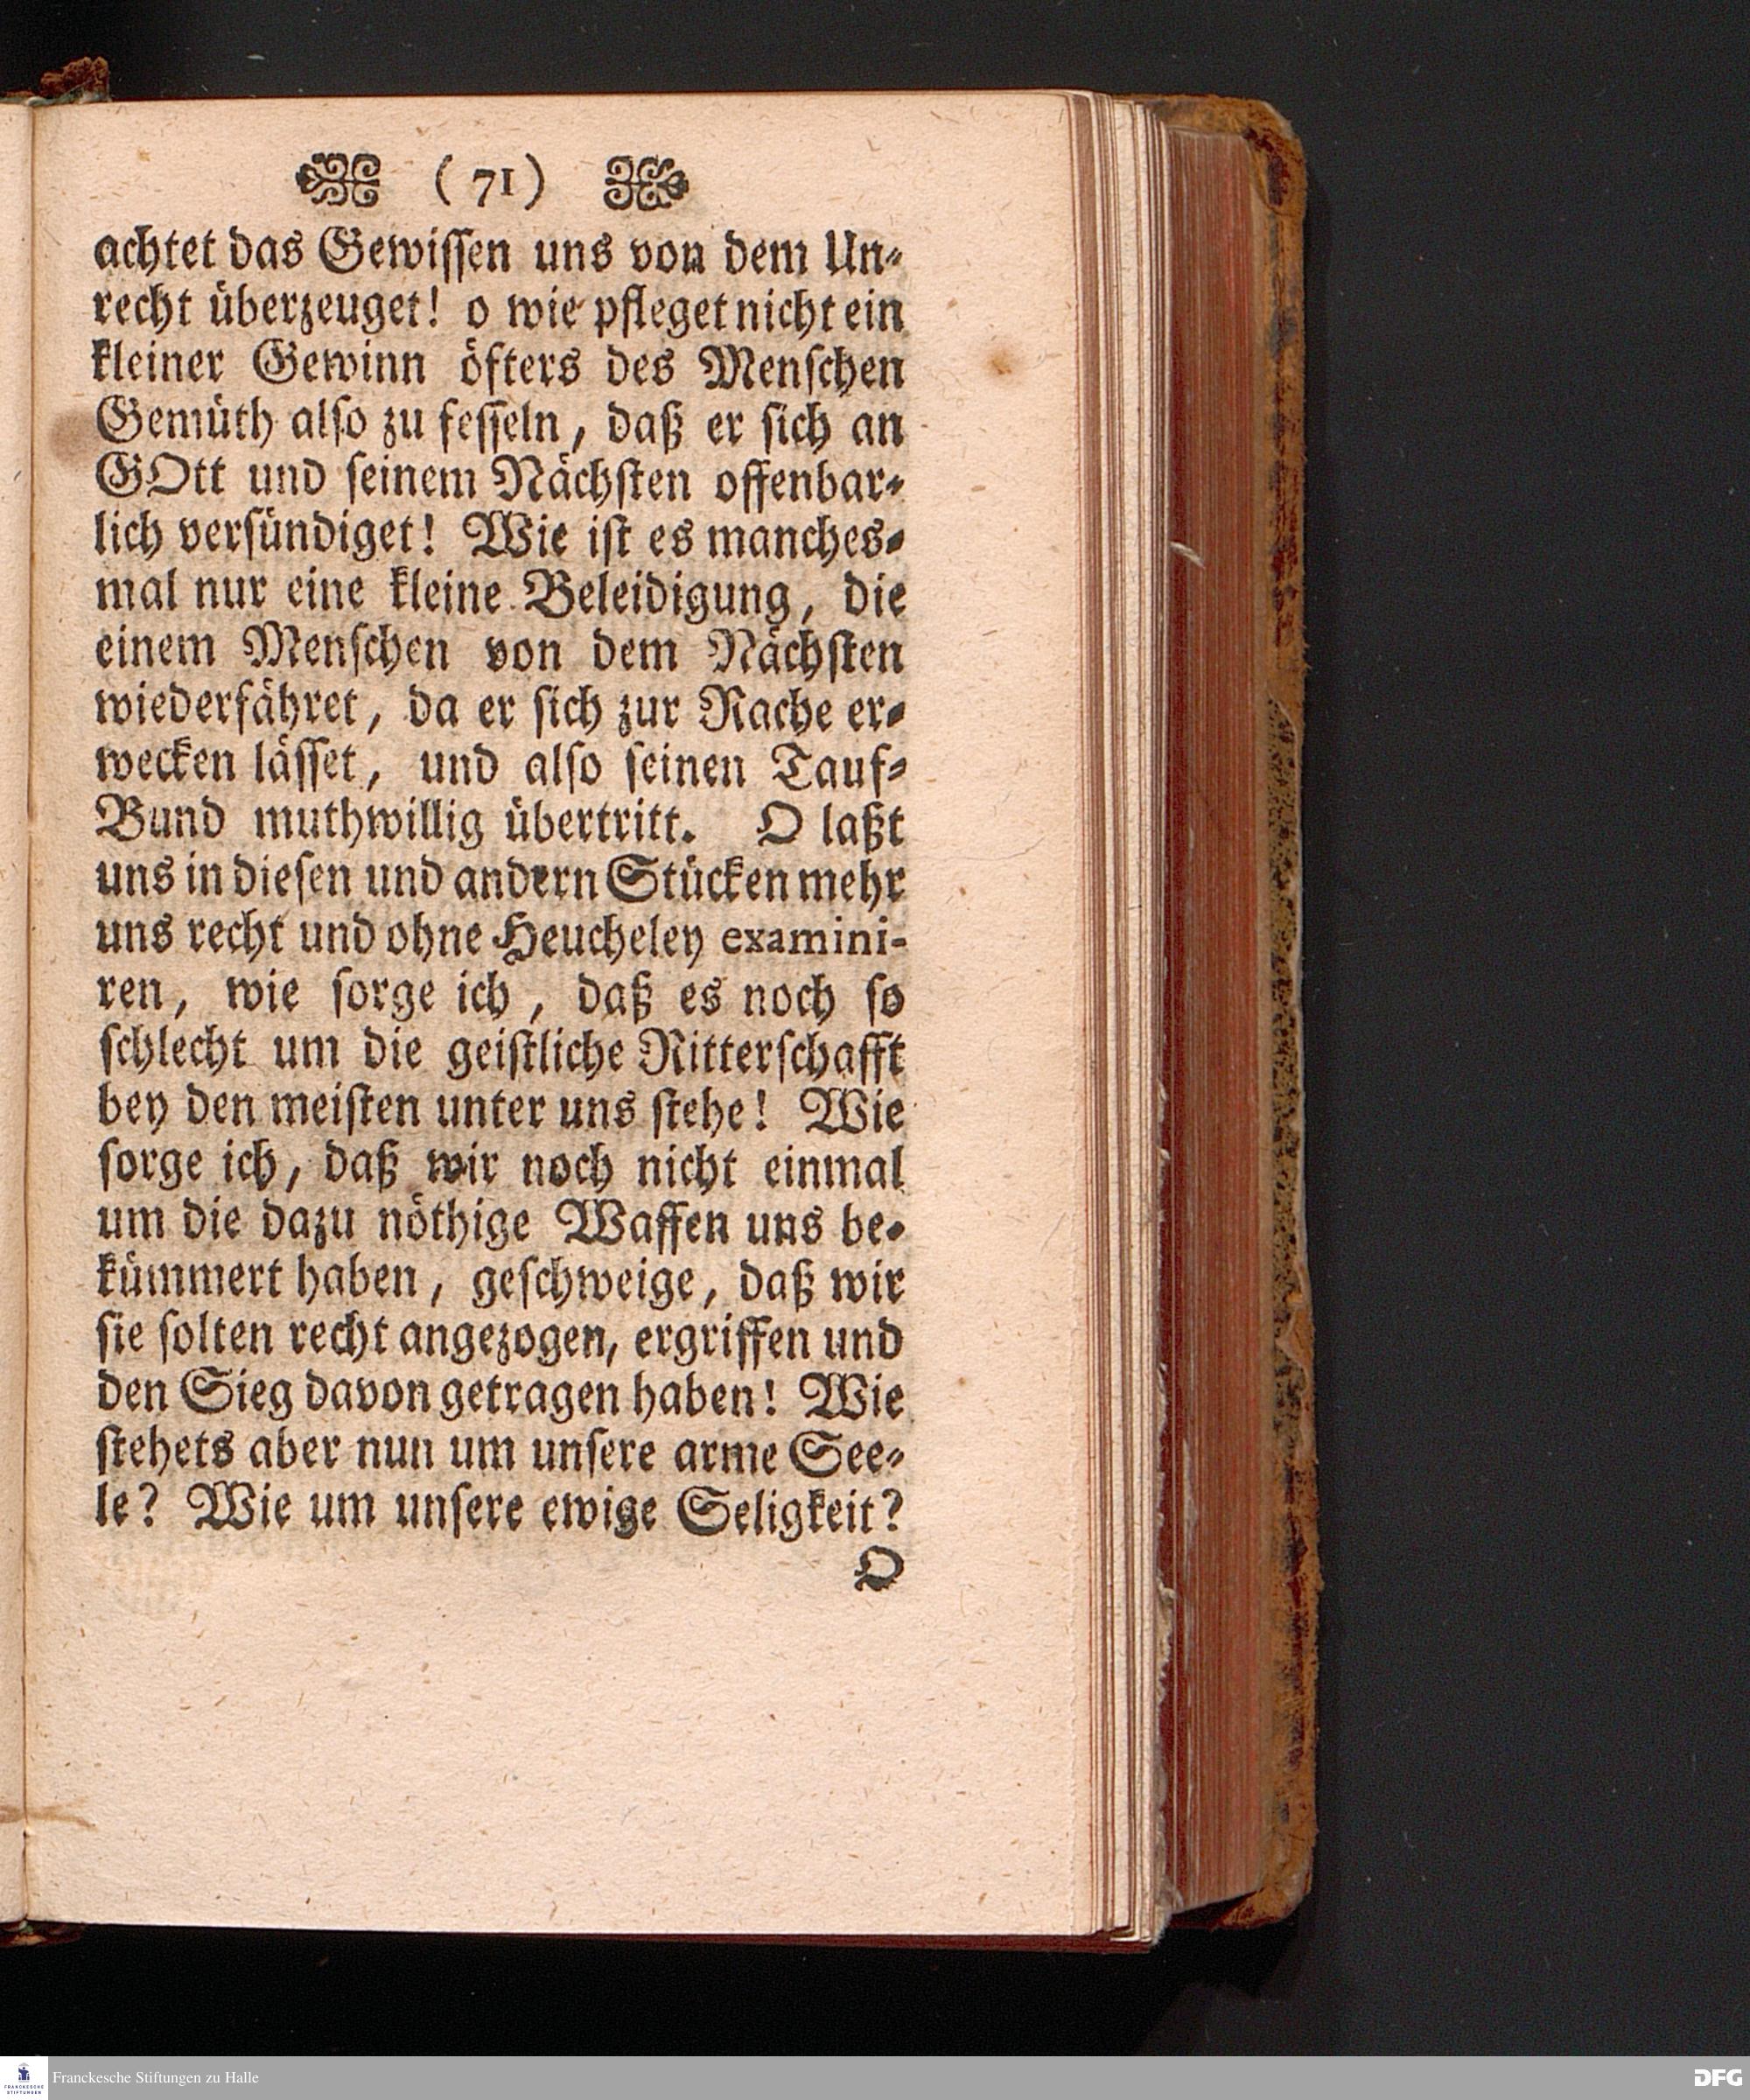 ( 71 )
achtet das Gewiſſen uns von dem Un⸗
recht überzeuget! o wie pfleget nicht ein
kleiner Gewinn öfters des Menſchen
Gemüth alſo zu feſſeln, daß er ſich an
GOtt und ſeinem Nächſten offenbar⸗
lich verſündiget! Wie iſt es manches⸗
mal nur eine kleine Beleidigung, die
einem Menſchen von dem Nächſten
wiederfähret, da er ſich zur Rache er⸗
wecken läſſet, und alſo ſeinen Tauf⸗
Bund muthwillig übertritt. O laßt
uns in dieſen und andern Stücken mehr
uns recht und ohne Heucheley examini-
ren, wie ſorge ich, daß es noch ſo
ſchlecht um die geiſtliche Ritterſchafft
bey den meiſten unter uns ſtehe! Wie
ſorge ich, daß wir noch nicht einmal
um die dazu nöthige Waffen uns be⸗
kümmert haben, geſchweige, daß wir
ſie ſolten recht angezogen, ergriffen und
den Sieg davon getragen haben! Wie
ſtehets aber nun um unſere arme See⸗
le? Wie um unſere ewige Seligkeit?
O
FRANCKESCHE
STIFTUNGEN
Franckesche Stiftungen zu Halle
DFG